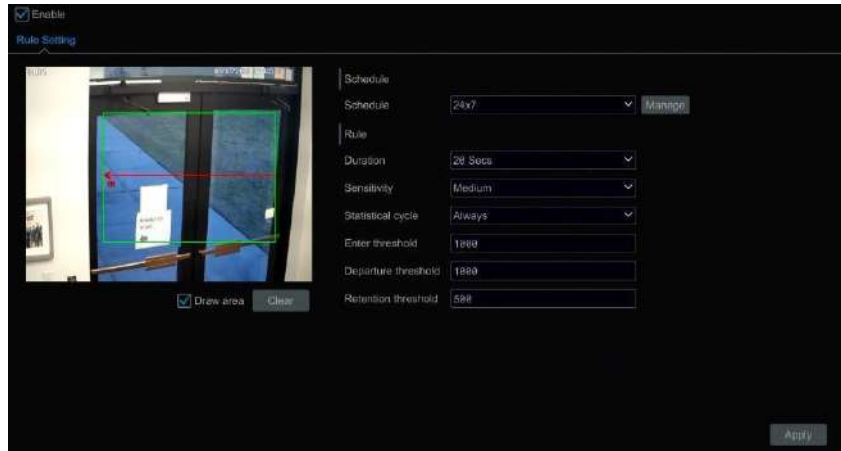 Enable
Rule Setting
Schedule
Schedule 24x7 Manage
Rule
Duration 20 Secs
Sensitivity Medium
Statistical cycle Always
Enter threshold 1000
Departure threshold 1000
Retention threshold 500
Draw area Clear
Apply